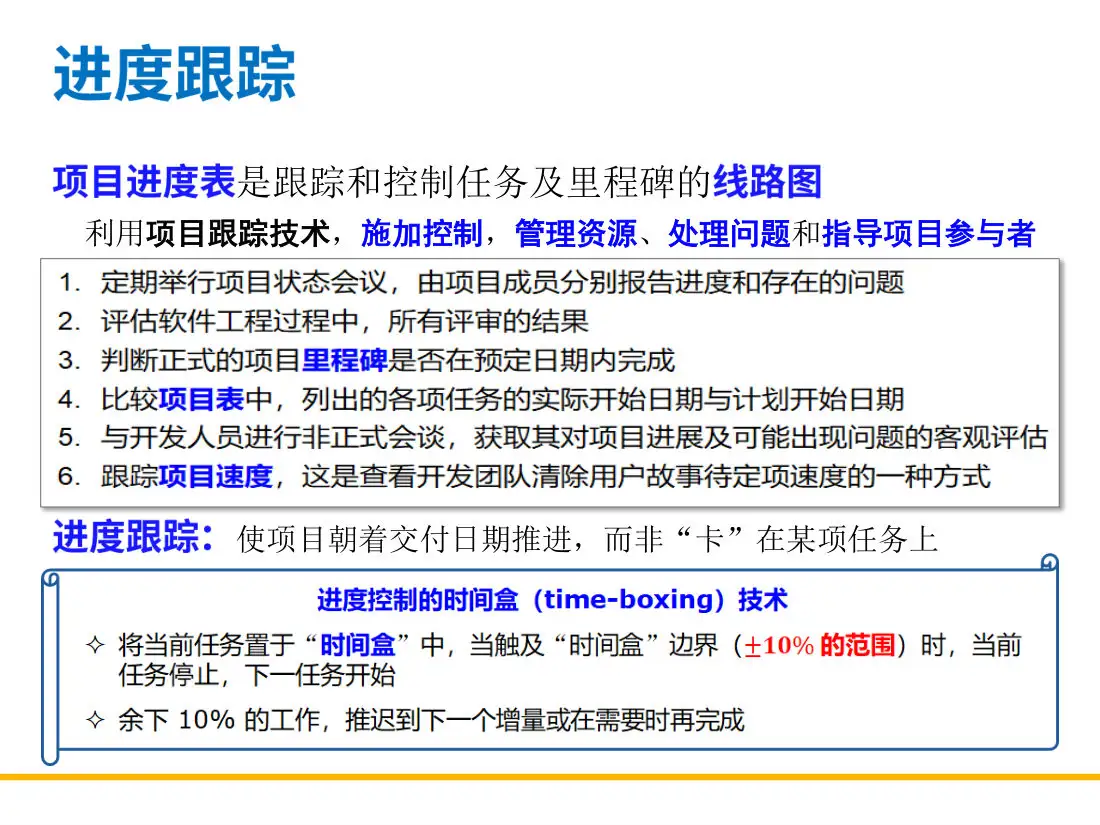 进度跟踪
项目进度表是跟踪和控制任务及里程碑的线路图
利用项目跟踪技术，施加控制，管理资源、处理问题和指导项目参与者
1. 定期举行项目状态会议，由项目成员分别报告进度和存在的问题
2. 评估软件工程过程中，所有评审的结果
3. 判断正式的项目里程碑是否在预定日期内完成
4. 比较项目表中，列出的各项任务的实际开始日期与计划开始日期
5. 与开发人员进行非正式会谈，获取其对项目进展及可能出现问题的客观评估
6. 跟踪项目速度，这是查看开发团队清除用户故事待定项速度的一种方式
进度跟踪：使项目朝着交付日期推进，而非“卡”在某项任务上
进度控制的时间盒（time-boxing）技术
✧ 将当前任务置于“时间盒”中，当触及“时间盒”边界（±10% 的范围）时，当前
任务停止，下一任务开始
✧ 余下 10% 的工作，推迟到下一个增量或在需要时再完成